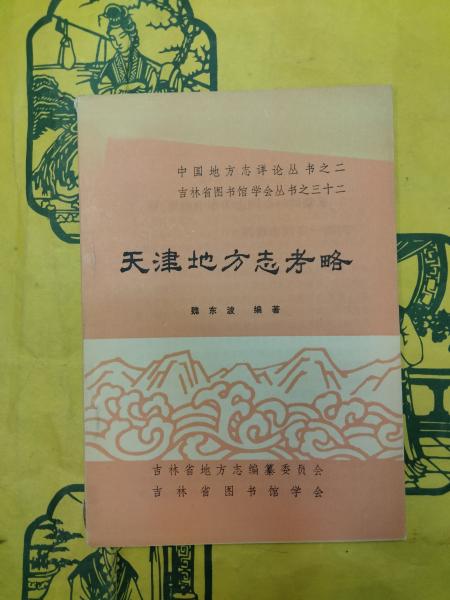 中国地方志详论丛书之二
吉林省图书馆学会丛书之三十二
天津地方志考略
魏东波 编著
吉林省地方志编纂委员会
吉林省图书馆学会